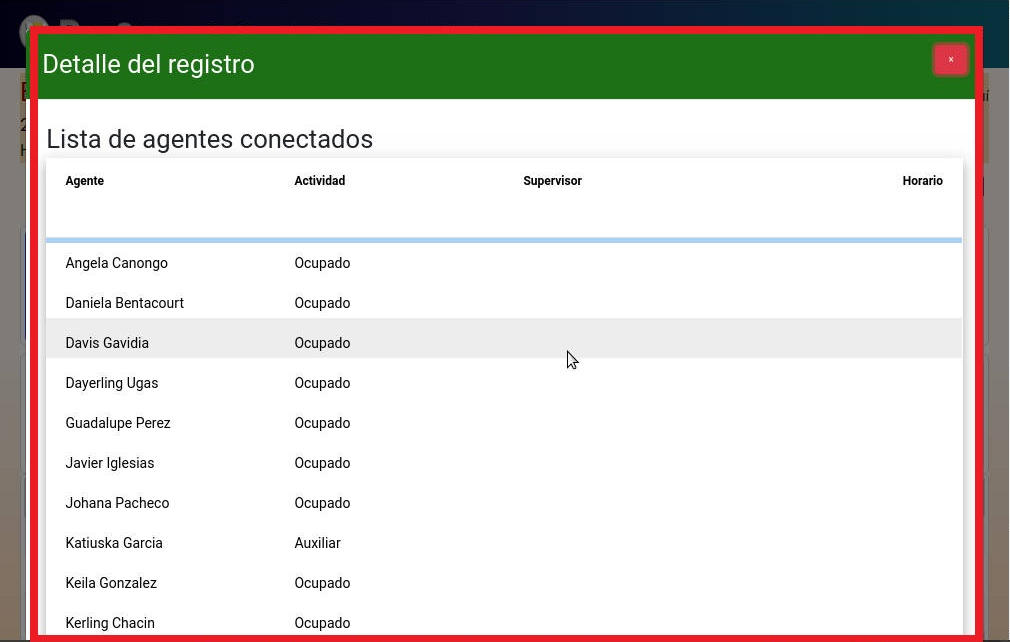 Detalle del registro
×
Lista de agentes conectados
Agente Actividad Supervisor Horario
Angela Canongo Ocupado
Daniela Bentacourt Ocupado
Davis Gavidia Ocupado
Dayerling Ugas Ocupado
Guadalupe Perez Ocupado
Javier Iglesias Ocupado
Johana Pacheco Ocupado
Katiuska Garcia Auxiliar
Keila Gonzalez Ocupado
Kerling Chacin Ocupado